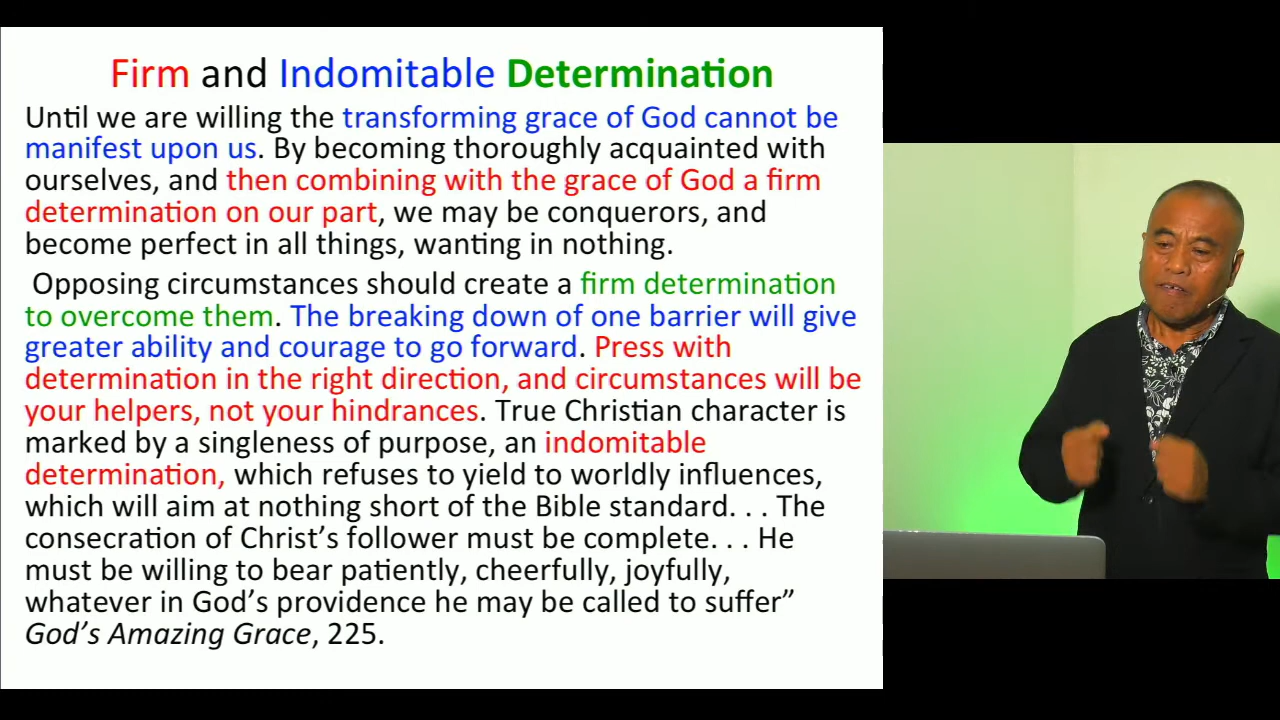 Firm and Indomitable Determination
Until we are willing the transforming grace of God cannot be
manifest upon us. By becoming thoroughly acquainted with
ourselves, and then combining with the grace of God a firm
determination on our part, we may be conquerors, and
become perfect in all things, wanting in nothing.
Opposing circumstances should create a firm determination
to overcome them. The breaking down of one barrier will give
greater ability and courage to go forward. Press with
determination in the right direction, and circumstances will be
your helpers, not your hindrances. True Christian character is
marked by a singleness of purpose, an indomitable
determination, which refuses to yield to worldly influences,
which will aim at nothing short of the Bible standard. . . The
consecration of Christ’s follower must be complete. . . He
must be willing to bear patiently, cheerfully, joyfully,
whatever in God’s providence he may be called to suffer”
God’s Amazing Grace, 225.